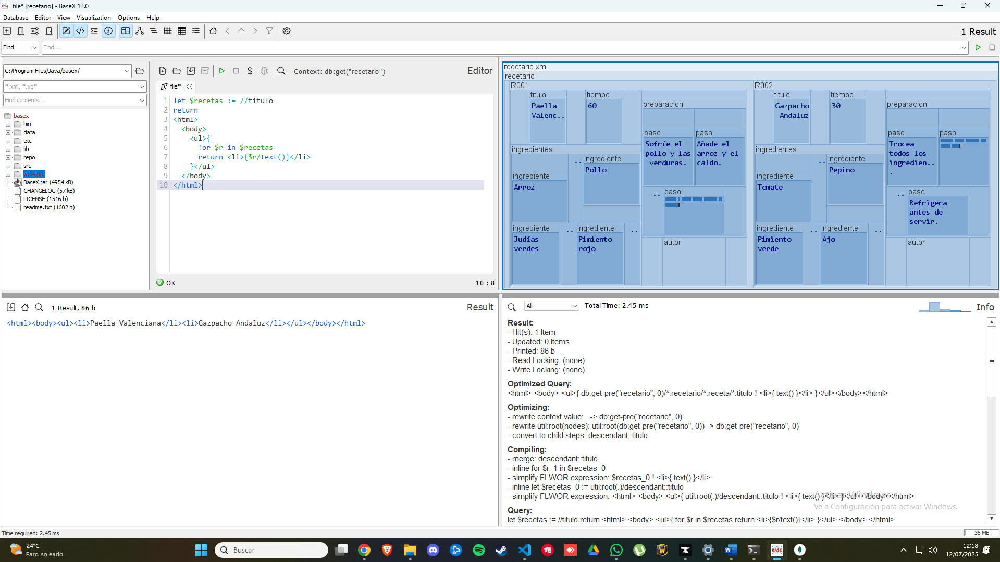 file* [recetario] - BaseX 12.0
Database Editor View Visualization Options Help
1 Result
Find
Find...
C:/Program Files/Java/basex/
*.xml, *.xq*
Find contents...
basex
bin
data
etc
lib
repo
src
webapp
BaseX.jar (4954 kB)
CHANGELOG (57 kB)
LICENSE (1516 b)
readme.txt (1602 b)
Context: db:get("recetario")
Editor
file*
1 let $recetas := //titulo
2 return
3 <html>
4 <body>
5 <ul>{
6 for $r in $recetas
7 return <li>{$r/text()}</li>
8 }</ul>
9 </body>
10 </html>
OK
10 : 8
recetario.xml
recetario
R001
titulo
Paella
Valenc..
tiempo
60
preparacion
paso
Sofríe el
pollo y las
verduras.
paso
Añade el
arroz y el
caldo.
ingredientes
..
ingrediente
Pollo
ingrediente
Arroz
..
paso
ingrediente
Judías
verdes
..
ingrediente
Pimiento
rojo
..
autor
R002
titulo
Gazpacho
Andaluz
tiempo
30
preparacion
paso
Trocea
todos los
ingredien..
.
paso
ingredientes
..
ingrediente
Pepino
ingrediente
Tomate
..
paso
Refrigera
antes de
servir.
ingrediente
Pimiento
verde
..
ingrediente
Ajo
..
autor
1 Result, 86 b
Result
<html><body><ul><li>Paella Valenciana</li><li>Gazpacho Andaluz</li></ul></body></html>
All
Total Time: 2.45 ms
Info
Result:
- Hit(s): 1 Item
- Updated: 0 Items
- Printed: 86 b
- Read Locking: (none)
- Write Locking: (none)
Optimized Query:
<html> <body> <ul>{ db:get-pre("recetario", 0)/*:recetario/*:receta/*:titulo ! <li>{ text() }</li> }</ul></body></html>
Optimizing:
- rewrite context value: . -> db:get-pre("recetario", 0)
- rewrite util:root(nodes): util:root(db:get-pre("recetario", 0)) -> db:get-pre("recetario", 0)
- convert to child steps: descendant::titulo
Compiling:
- merge: descendant::titulo
- inline for $r_1 in $recetas_0
- simplify FLWOR expression: $recetas_0 ! <li>{ text() }</li>
- inline let $recetas_0 := util:root(.)/descendant::titulo
- simplify FLWOR expression: <html> <body> <ul>{ util:root(.)/descendant::titulo ! <li>{ text() }</li> }</ul></body></html>
Query:
let $recetas := //titulo return <html> <body> <ul>{ for $r in $recetas return <li>{$r/text()}</li> }</ul> </body> </html>
Activar Windows
Ve a Configuración para activar Windows.
Time required: 2.45 ms
35 MB
24°C
Parc. soleado
Buscar
BASE
12:18
12/07/2025